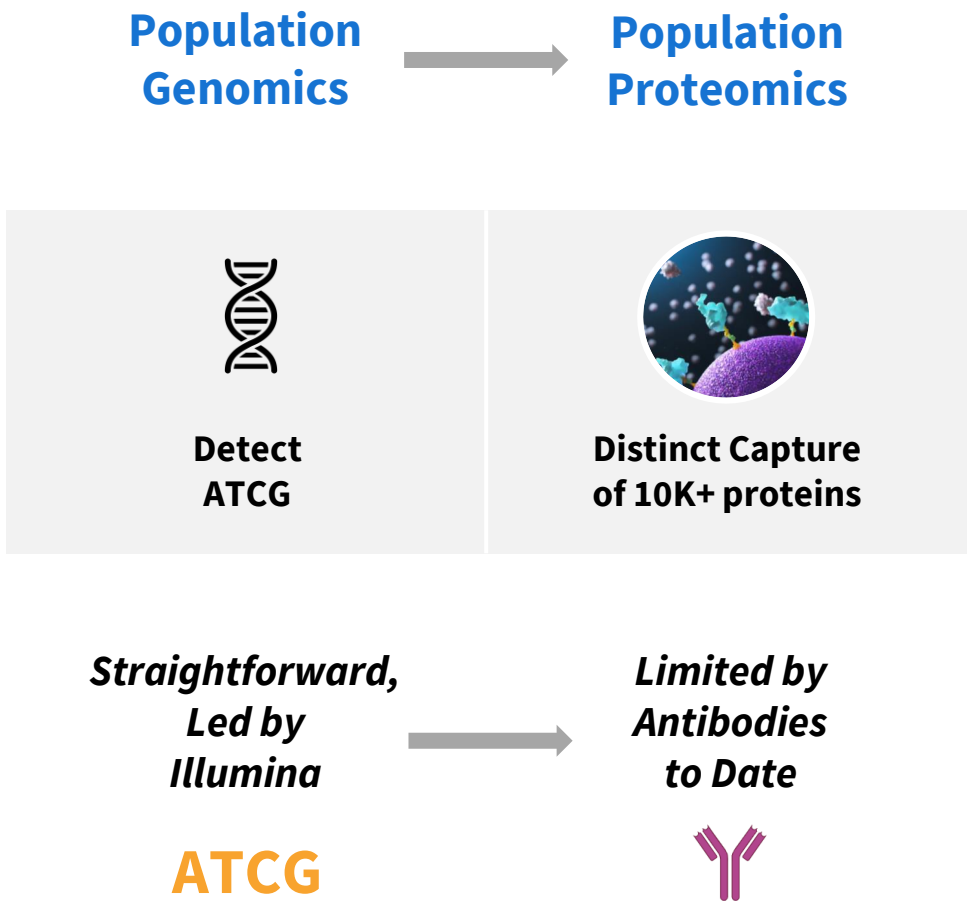 Population
Genomics
Population
Proteomics
Detect
ATCG
Distinct Capture
of 10K+ proteins
Straightforward,
Led by
Illumina
Limited by
Antibodies
to Date
ATCG